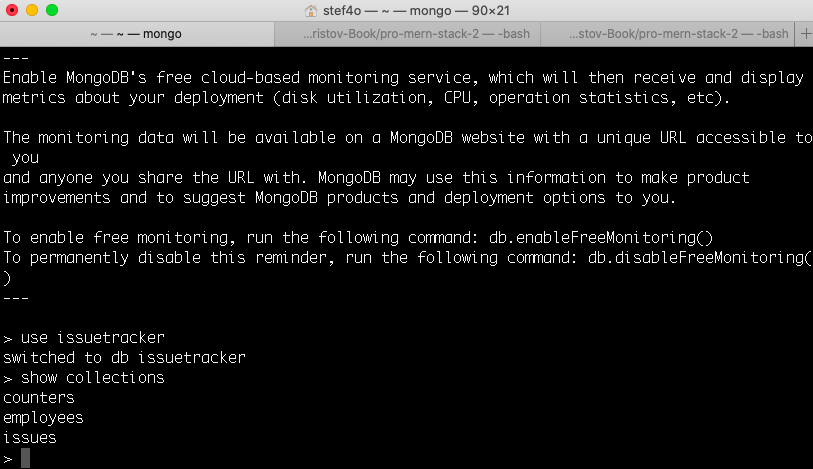 stef4o — ~ — mongo — 90×21
~ — ~ — mongo
...ristov-Book/pro-mern-stack-2 — -bash
...stov-Book/pro-mern-stack-2 — -bash
+
---
Enable MongoDB's free cloud-based monitoring service, which will then receive and display
metrics about your deployment (disk utilization, CPU, operation statistics, etc).
The monitoring data will be available on a MongoDB website with a unique URL accessible to
you
and anyone you share the URL with. MongoDB may use this information to make product
improvements and to suggest MongoDB products and deployment options to you.
To enable free monitoring, run the following command: db.enableFreeMonitoring()
To permanently disable this reminder, run the following command: db.disableFreeMonitoring(
)
---
> use issuetracker
switched to db issuetracker
> show collections
counters
employees
issues
>